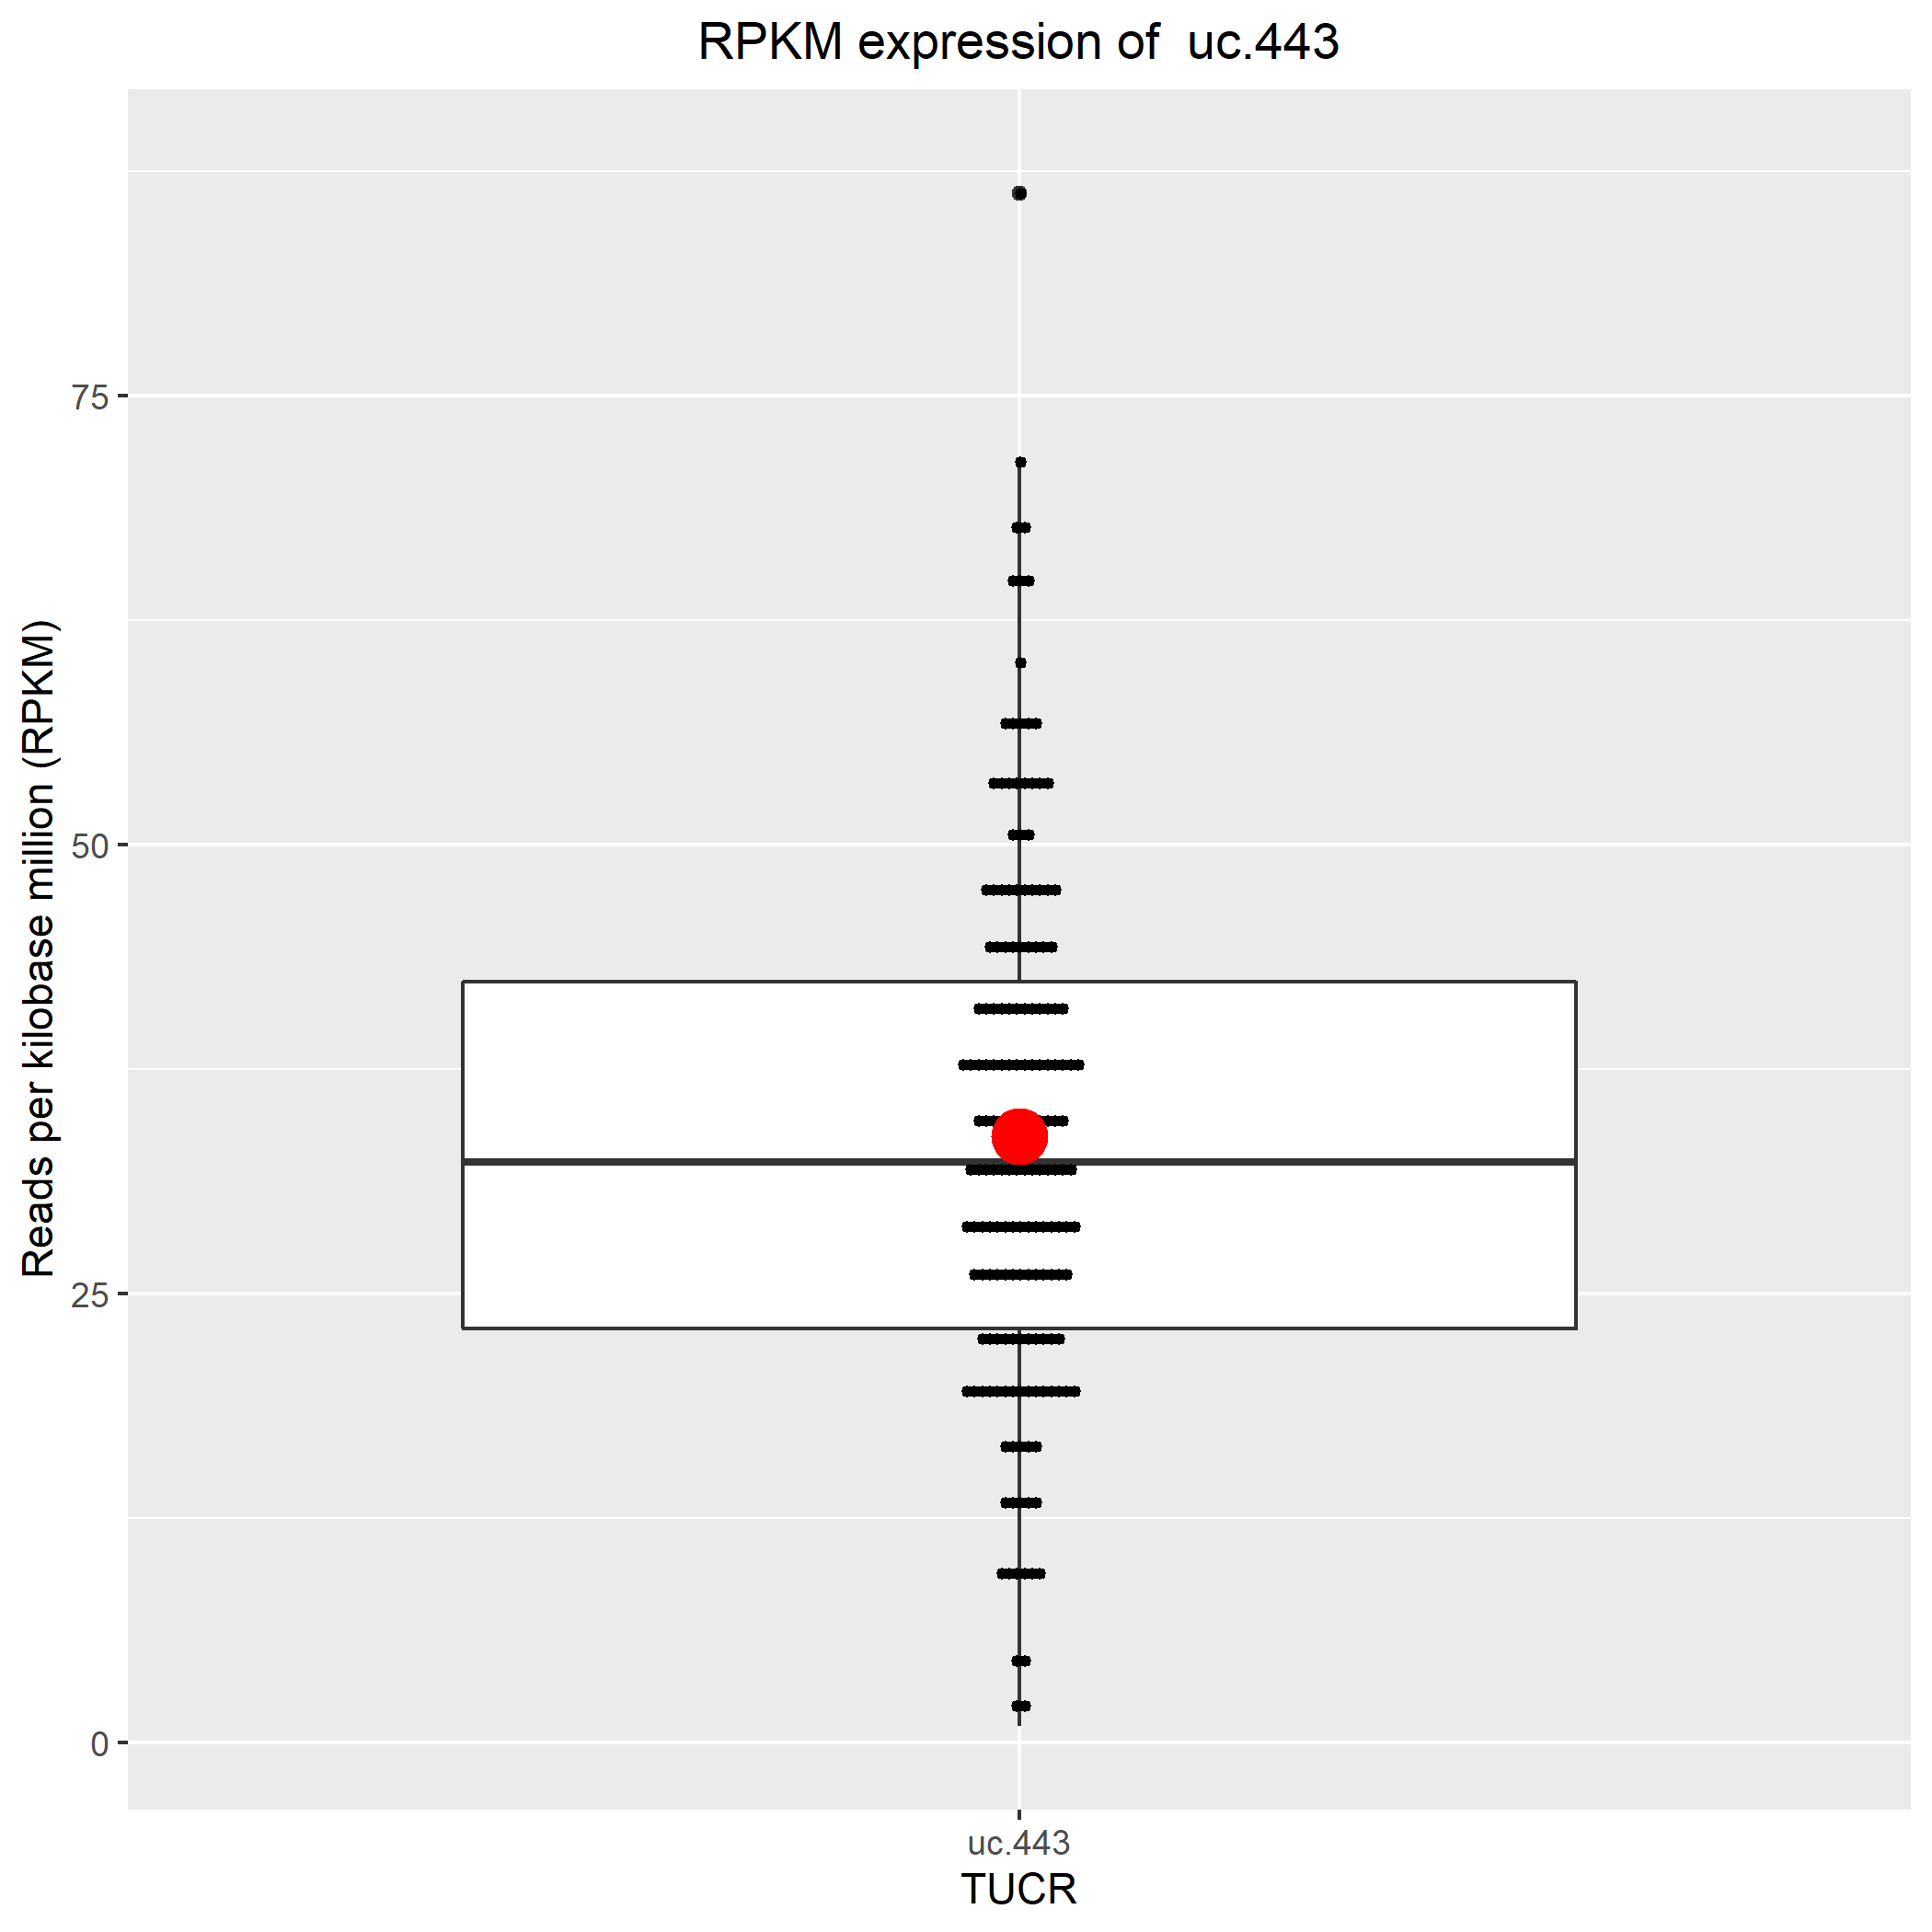 RPKM expression of  uc.443
Reads per kilobase million (RPKM)
75
50
25
0
uc.443
TUCR